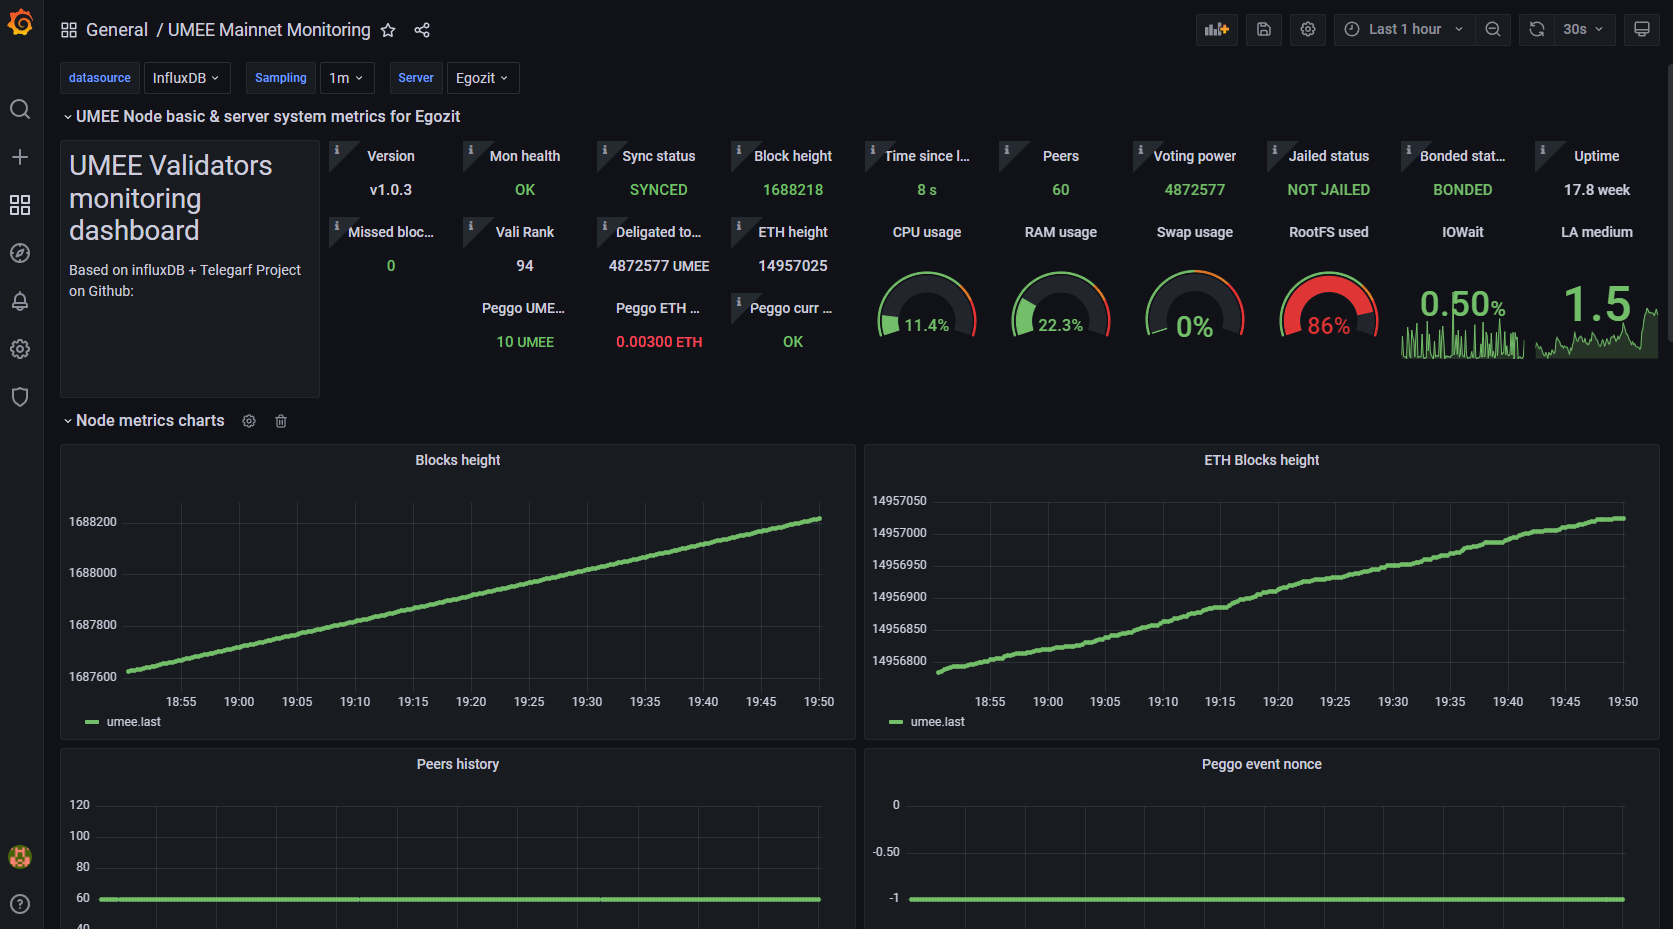 General / UMEE Mainnet Monitoring
Last 1 hour
30s
datasource
InfluxDB
Sampling
1m
Server
Egozit
UMEE Node basic & server system metrics for Egozit
UMEE Validators
monitoring
dashboard
Based on influxDB + Telegarf Project
on Github:
Version
v1.0.3
Mon health
OK
Sync status
SYNCED
Block height
1688218
Time since l...
8 s
Peers
60
Voting power
4872577
Jailed status
NOT JAILED
Bonded stat...
BONDED
Uptime
17.8 week
Missed bloc...
0
Vali Rank
94
Deligated to...
4872577 UMEE
ETH height
14957025
CPU usage
11.4%
RAM usage
22.3%
Swap usage
0%
RootFS used
86%
IOWait
0.50%
LA medium
1.5
Peggo UME...
10 UMEE
Peggo ETH ...
0.00300 ETH
Peggo curr ...
OK
Node metrics charts
Blocks height
1688200
1688000
1687800
1687600
18:55 19:00 19:05 19:10 19:15 19:20 19:25 19:30 19:35 19:40 19:45 19:50
umee.last
ETH Blocks height
14957050
14957000
14956950
14956900
14956850
14956800
18:55 19:00 19:05 19:10 19:15 19:20 19:25 19:30 19:35 19:40 19:45 19:50
umee.last
Peers history
120
100
80
60
40
Peggo event nonce
0
-0.50
-1